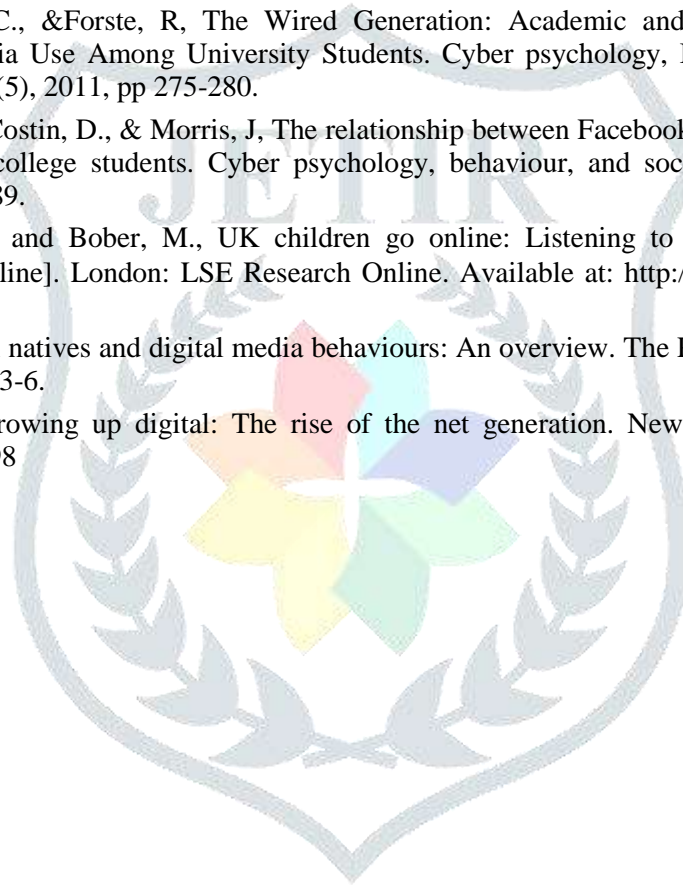 C., &Forste, R, The Wired Generation: Academic and
ia Use Among University Students. Cyber psychology,
(5), 2011, pp 275-280.
Costin, D., & Morris, J, The relationship between Facebook
college students. Cyber psychology, behaviour, and soc
39.
and Bober, M., UK children go online: Listening to
line]. London: LSE Research Online. Available at: http:/
natives and digital media behaviours: An overview. The
3-6.
rowing up digital: The rise of the net generation. New
98
JETIR